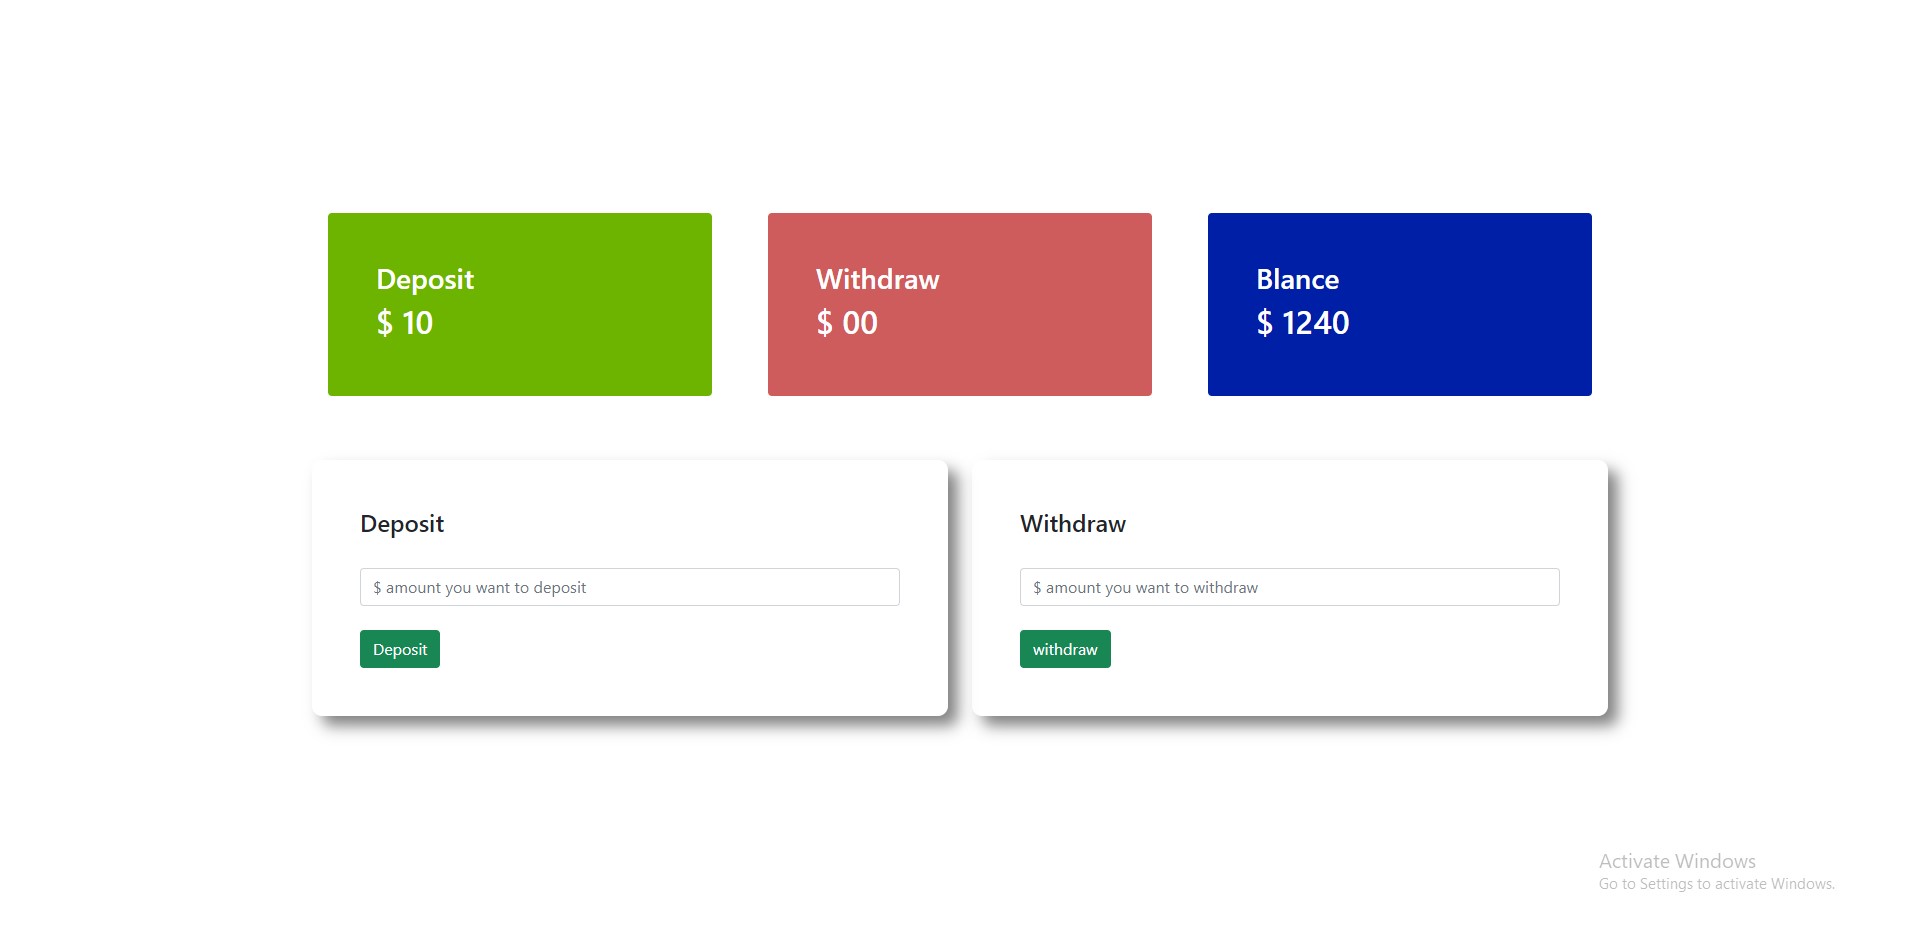 Deposit
$ 10
Withdraw
$ 00
Blance
$ 1240
Deposit
$ amount you want to deposit
Deposit
Withdraw
$ amount you want to withdraw
withdraw
Activate Windows
Go to Settings to activate Windows.